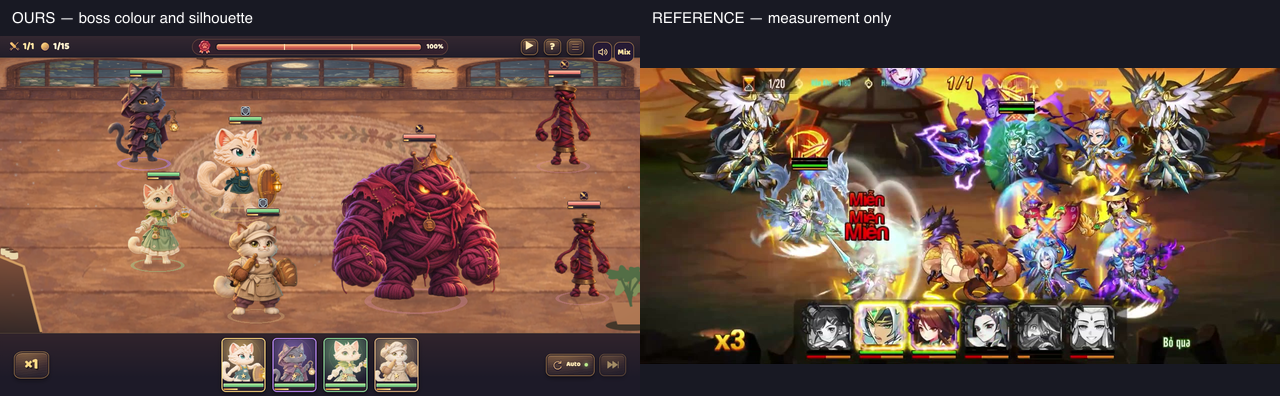 OURS — boss colour and silhouette
REFERENCE — measurement only
1/1
1/15
100%
?
Mix
1/20
1/1
Miễn
Miễn
Miễn
x3
Bỏ qua
×1
Auto